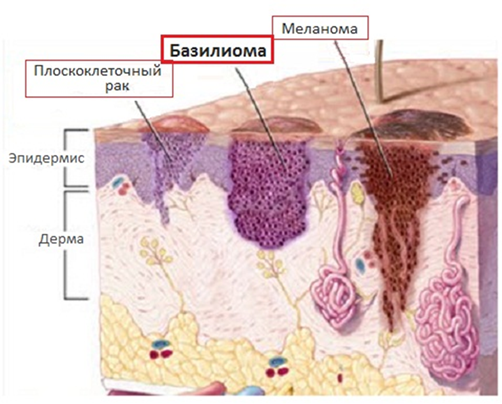 Меланома
Базилиома
Плоскоклеточный
рак
Эпидермис
Дерма